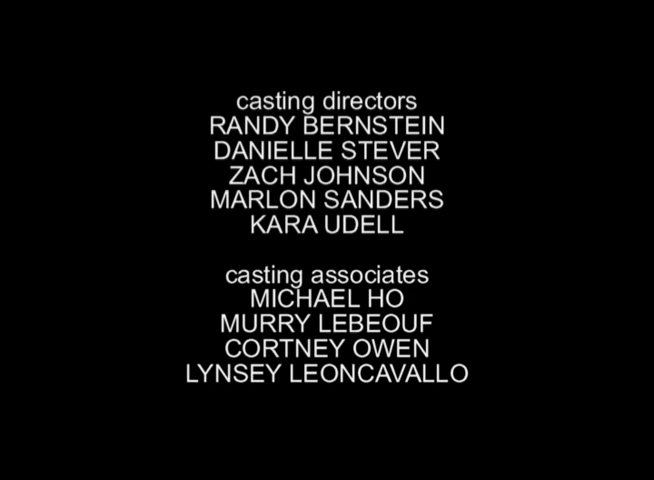 casting directors
RANDY BERNSTEIN
DANIELLE STEVER
ZACH JOHNSON
MARLON SANDERS
KARA UDELL
casting associates
MICHAEL HO
MURRY LEBEOUF
CORTNEY OWEN
LYNSEY LEONCAVALLO